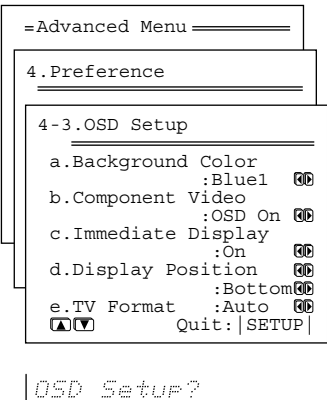 =Advanced Menu
4.Preference
4-3.OSD Setup
a.Background Color
:Blue1
b.Component Video
:OSD On
c.Immediate Display
:On
d.Display Position
:Bottom
e.TV Format :Auto
Quit:|SETUP|
OSD Setup?